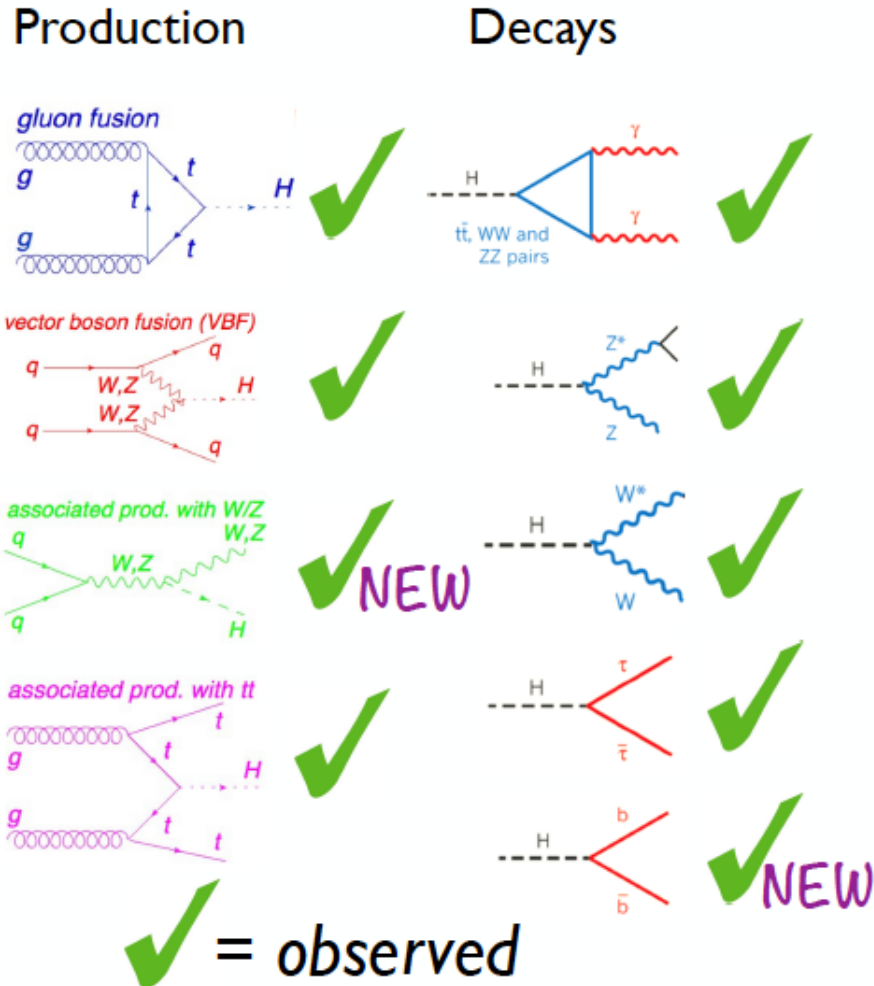 Production
Decays
gluon fusion
g
t
t
H
g
t
H
γ
γ
tt̄, WW and
ZZ pairs
vector boson fusion (VBF)
q
q
W,Z
H
W,Z
q
q
H
Z*
Z
associated prod. with W/Z
q
W,Z
W,Z
q
H
NEW
H
W*
W
associated prod. with tt
g
t
t
H
g
t
t
H
τ
τ̄
H
b
b̄
NEW
= observed